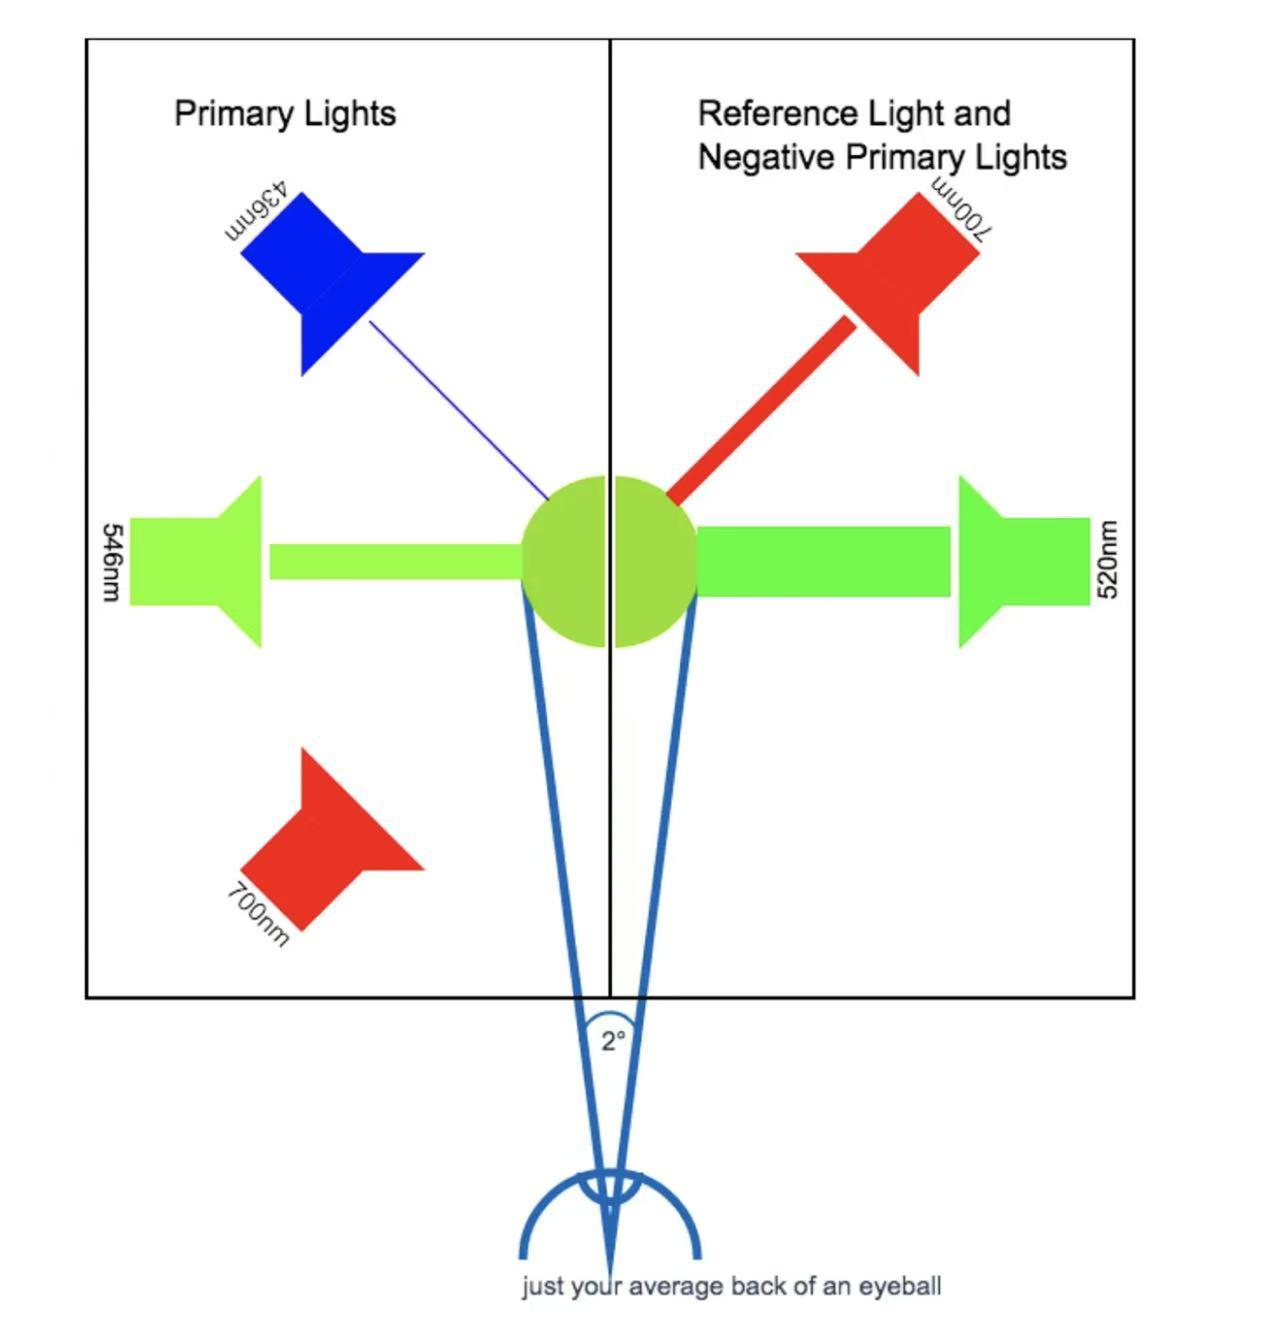 Primary Lights
Reference Light and
Negative Primary Lights
436nm
700nm
546nm
520nm
700nm
2°
just your average back of an eyeball